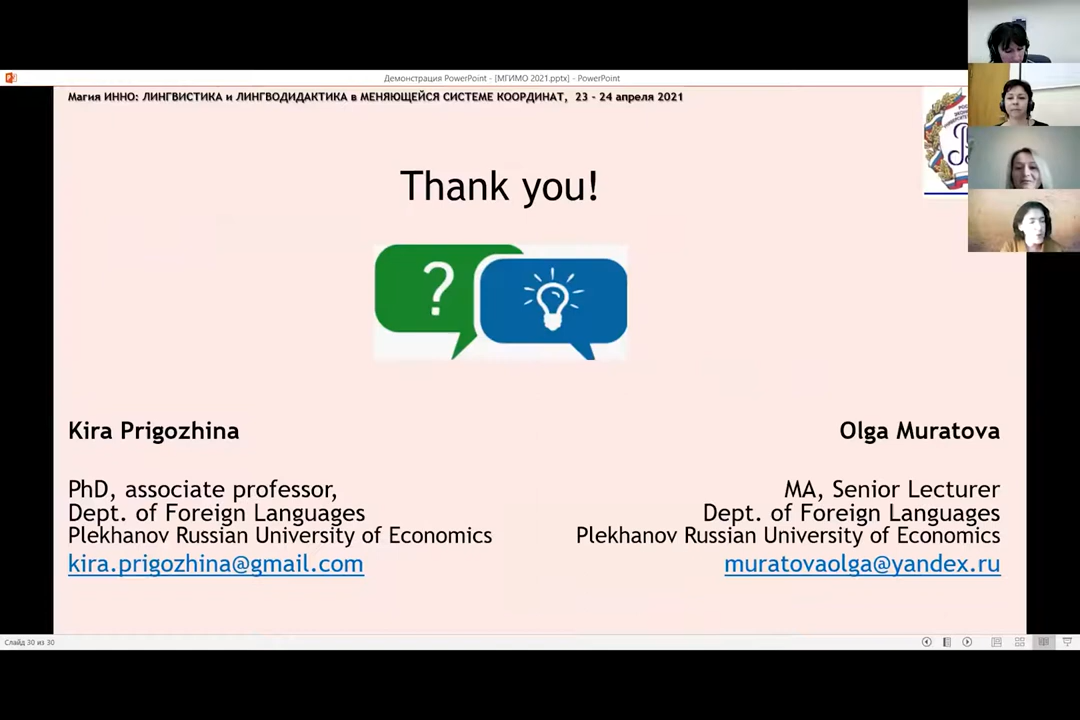 Демонстрация PowerPoint - [МГИМО 2021.pptx] - PowerPoint
Магия ИННО: ЛИНГВИСТИКА и ЛИНГВОДИДАКТИКА в МЕНЯЮЩЕЙСЯ СИСТЕМЕ КООРДИНАТ, 23 - 24 апреля 2021
Thank you!
?
Kira Prigozhina
PhD, associate professor,
Dept. of Foreign Languages
Plekhanov Russian University of Economics
kira.prigozhina@gmail.com
Olga Muratova
MA, Senior Lecturer
Dept. of Foreign Languages
Plekhanov Russian University of Economics
muratovaolga@yandex.ru
Слайд 30 из 30